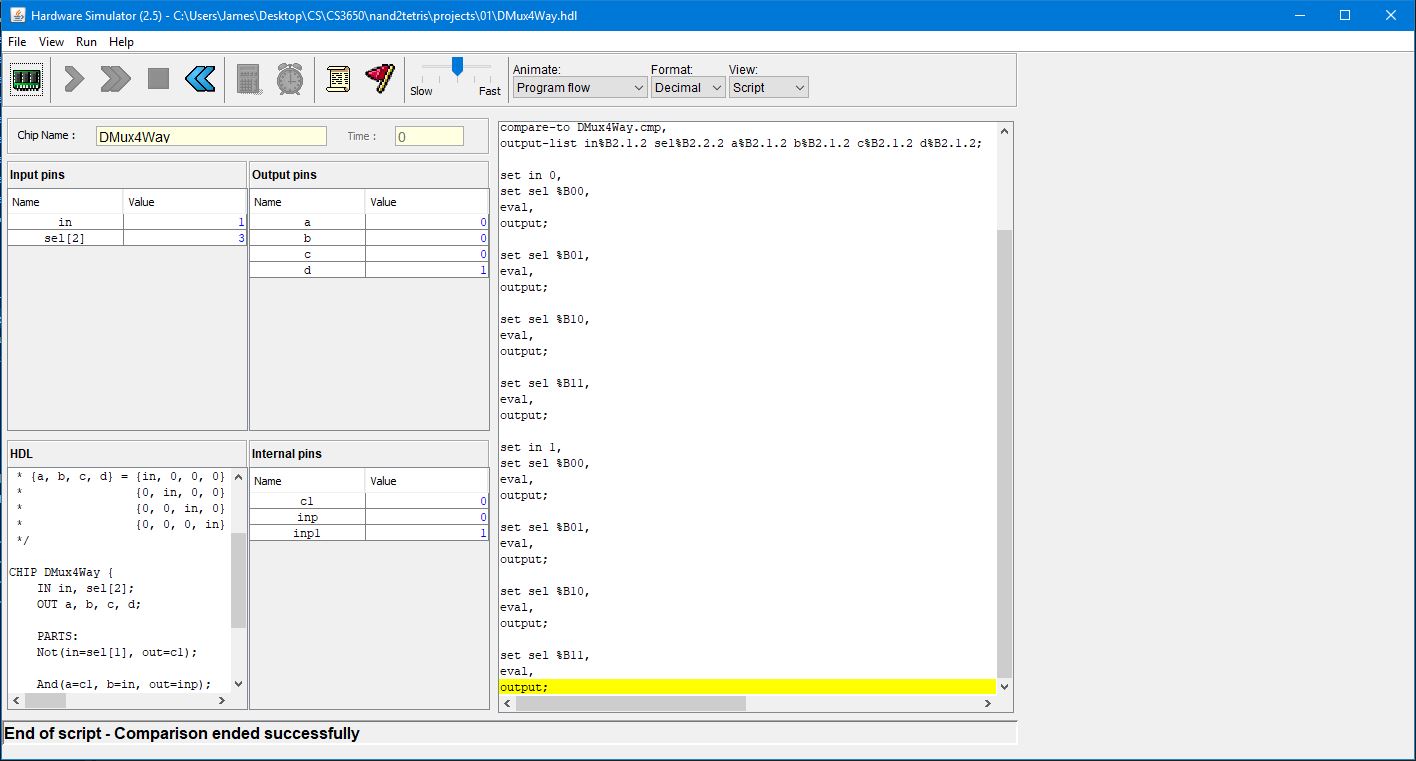 Hardware Simulator (2.5) - C:\Users\James\Desktop\CS\CS3650\nand2tetris\projects\01\DMux4Way.hdl
File View Run Help
Slow Fast
Animate: Format: View:
Program flow Decimal Script
Chip Name : DMux4Way Time : 0
Input pins
Name Value
in 1
sel[2] 3
Output pins
Name Value
a 0
b 0
c 0
d 1
HDL
* {a, b, c, d} = {in, 0, 0, 0}
* {0, in, 0, 0}
* {0, 0, in, 0}
* {0, 0, 0, in}
*/
CHIP DMux4Way {
IN in, sel[2];
OUT a, b, c, d;
PARTS:
Not(in=sel[1], out=c1);
And(a=c1, b=in, out=inp);
Internal pins
Name Value
c1 0
inp 0
inp1 1
compare-to DMux4Way.cmp,
output-list in%B2.1.2 sel%B2.2.2 a%B2.1.2 b%B2.1.2 c%B2.1.2 d%B2.1.2;
set in 0,
set sel %B00,
eval,
output;
set sel %B01,
eval,
output;
set sel %B10,
eval,
output;
set sel %B11,
eval,
output;
set in 1,
set sel %B00,
eval,
output;
set sel %B01,
eval,
output;
set sel %B10,
eval,
output;
set sel %B11,
eval,
output;
End of script - Comparison ended successfully